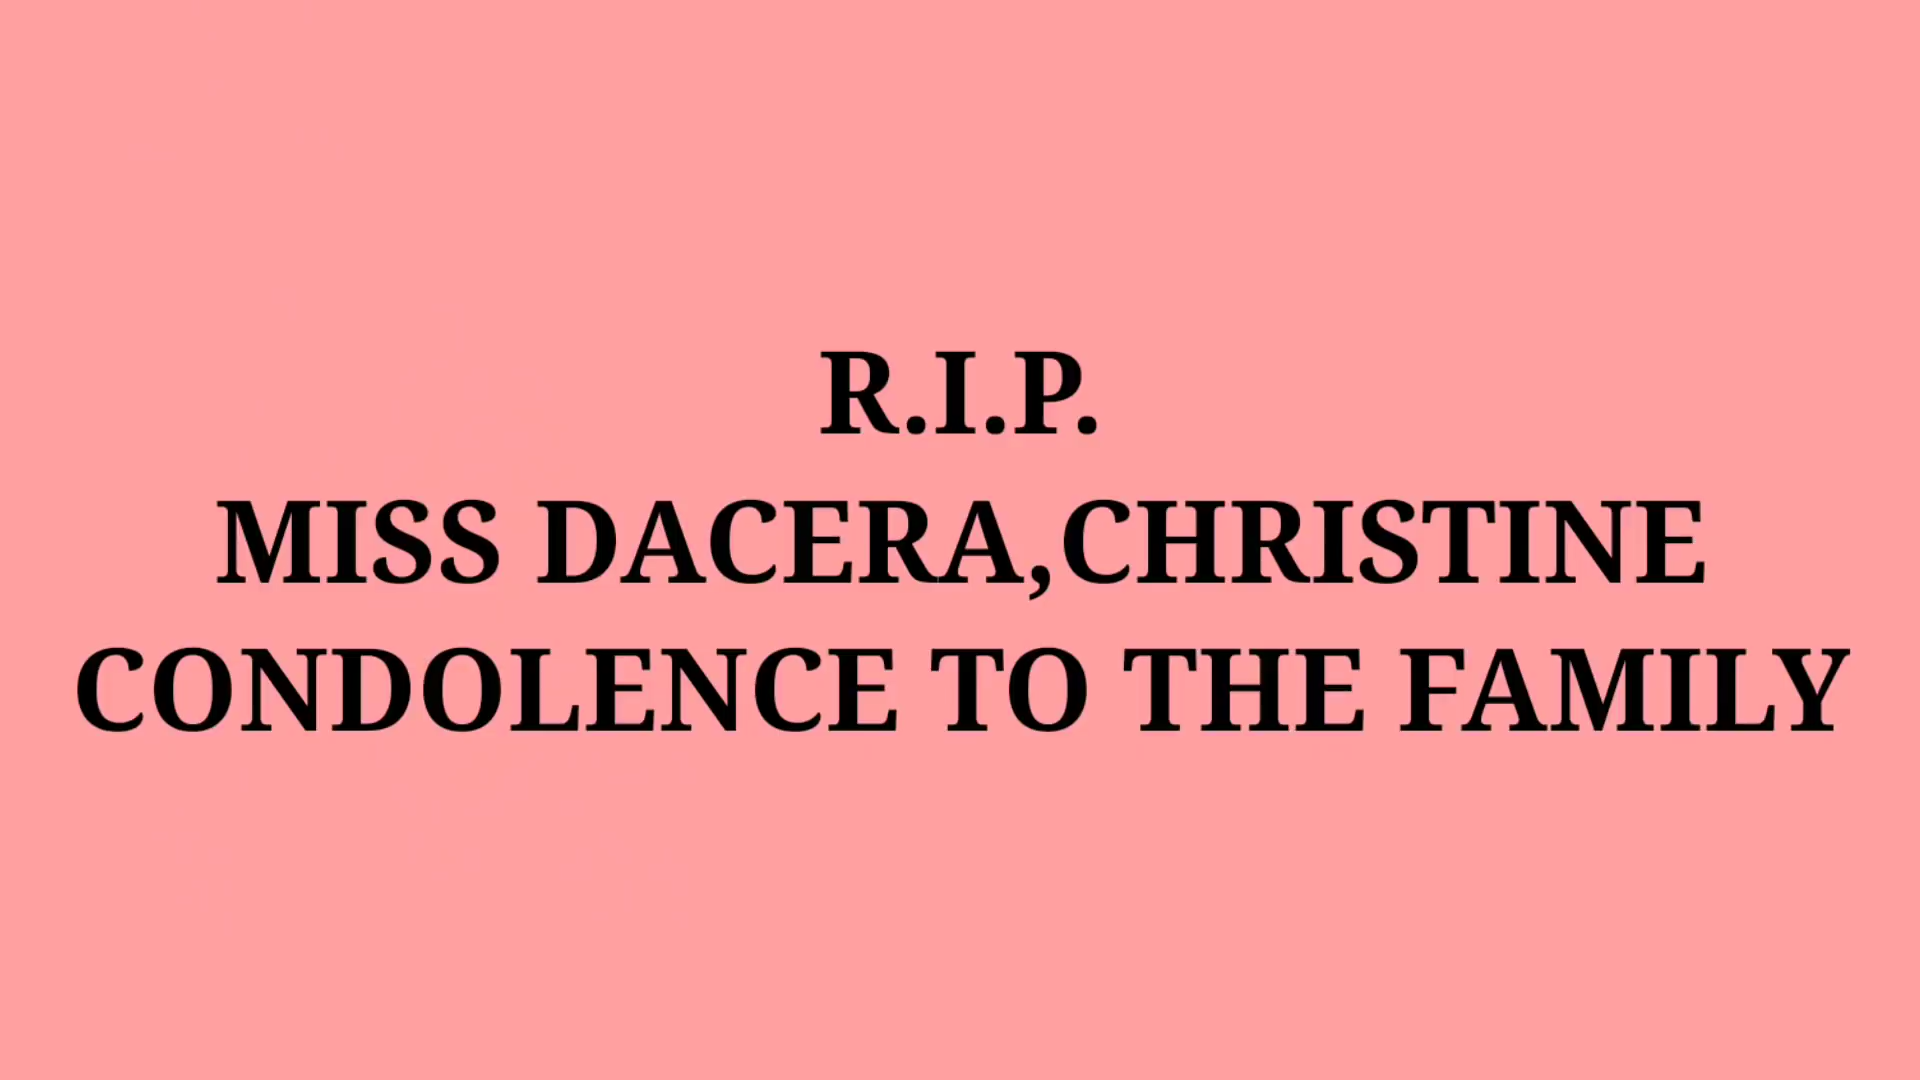 R.I.P.
MISS DACERA,CHRISTINE
CONDOLENCE TO THE FAMILY